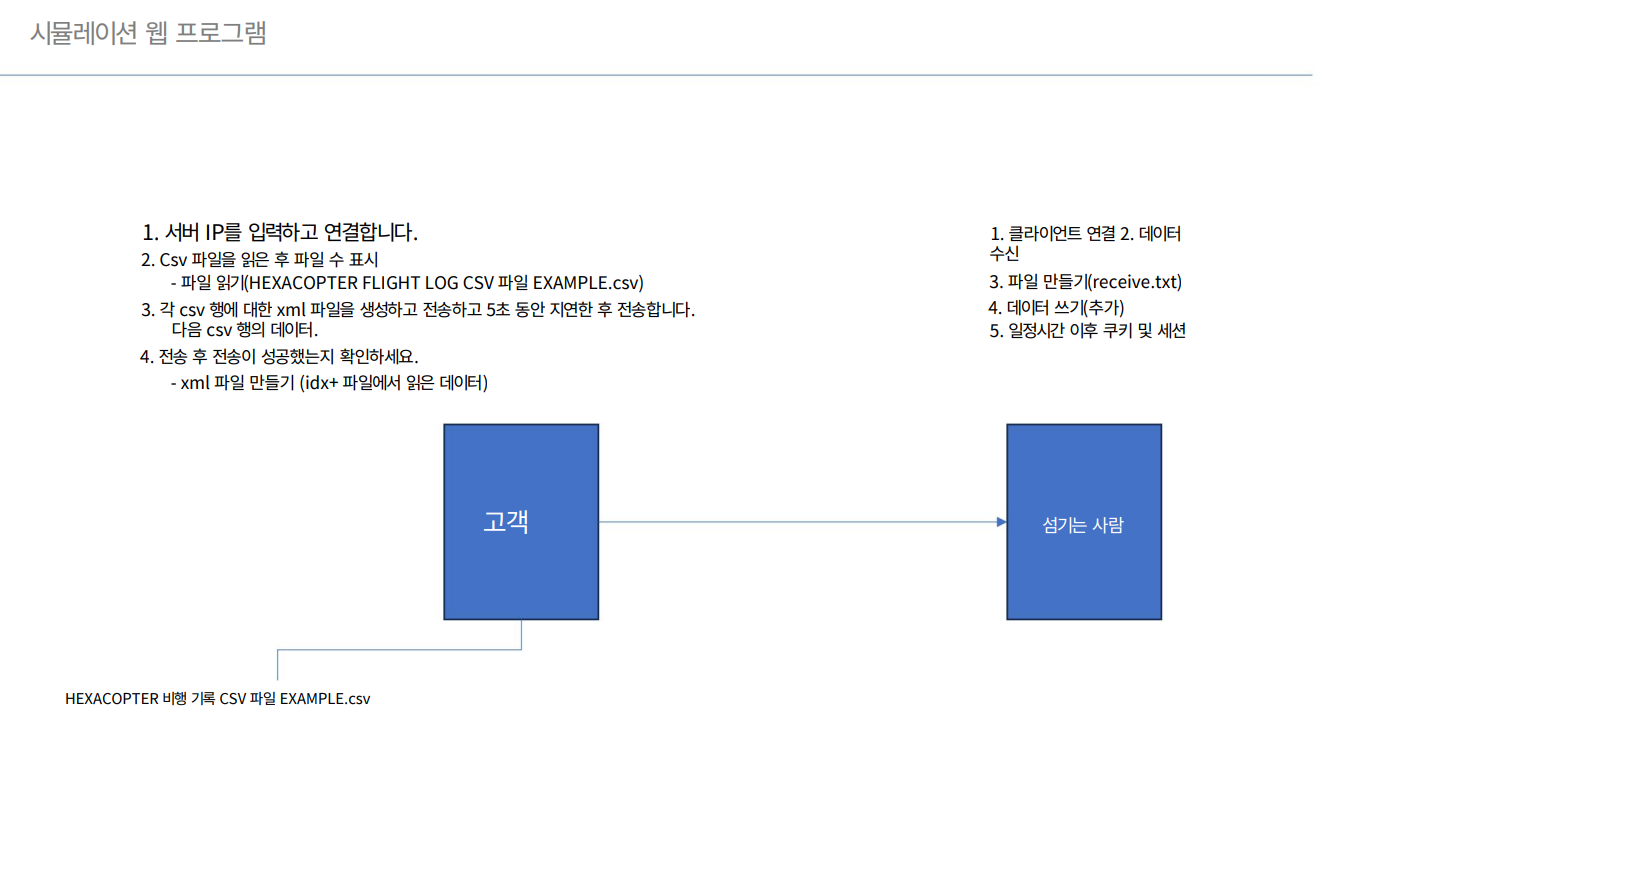 시뮬레이션 웹 프로그램
1. 서버 IP를 입력하고 연결합니다.
2. Csv 파일을 읽은 후 파일 수 표시
- 파일 읽기(HEXACOPTER FLIGHT LOG CSV 파일 EXAMPLE.csv)
3. 각 csv 행에 대한 xml 파일을 생성하고 전송하고 5초 동안 지연한 후 전송합니다.
다음 csv 행의 데이터.
4. 전송 후 전송이 성공했는지 확인하세요.
- xml 파일 만들기 (idx+ 파일에서 읽은 데이터)
1. 클라이언트 연결 2. 데이터
수신
3. 파일 만들기(receive.txt)
4. 데이터 쓰기(추가)
5. 일정시간 이후 쿠키 및 세션
고객
섬기는 사람
HEXACOPTER 비행 기록 CSV 파일 EXAMPLE.csv